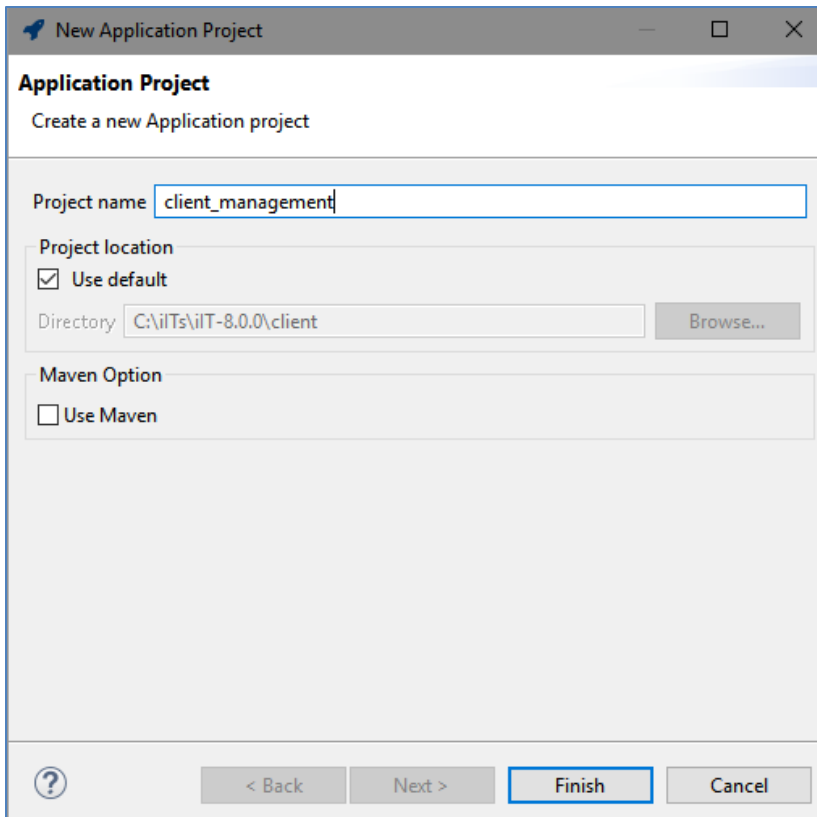 New Application Project
Application Project
Create a new Application project
Project name client_management
Project location
Use default
Directory C:\iITs\iIT-8.0.0\client
Browse...
Maven Option
Use Maven
?
< Back Next > Finish Cancel